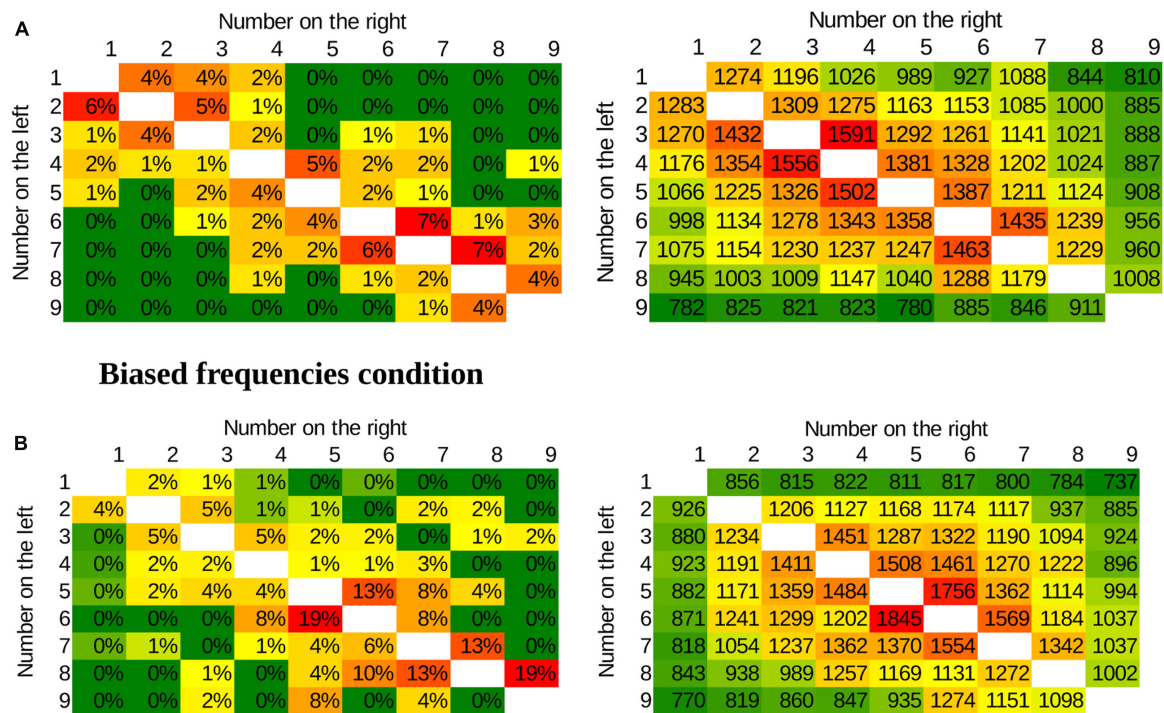 A
Number on the right
1 2 3 4 5 6 7 8 9
Number on the left
1 4% 4% 2% 0% 0% 0% 0% 0%
2 6% 5% 1% 0% 0% 0% 0% 0%
3 1% 4% 2% 0% 1% 1% 0% 0%
4 2% 1% 1% 5% 2% 2% 0% 1%
5 1% 0% 2% 4% 2% 1% 0% 0%
6 0% 0% 1% 2% 4% 7% 1% 3%
7 0% 0% 0% 2% 2% 6% 7% 2%
8 0% 0% 0% 1% 0% 1% 2% 4%
9 0% 0% 0% 0% 0% 0% 1% 4%
Number on the right
1 2 3 4 5 6 7 8 9
Number on the left
1 1274 1196 1026 989 927 1088 844 810
2 1283 1309 1275 1163 1153 1085 1000 885
3 1270 1432 1591 1292 1261 1141 1021 888
4 1176 1354 1556 1381 1328 1202 1024 887
5 1066 1225 1326 1502 1387 1211 1124 908
6 998 1134 1278 1343 1358 1435 1239 956
7 1075 1154 1230 1237 1247 1463 1229 960
8 945 1003 1009 1147 1040 1288 1179 1008
9 782 825 821 823 780 885 846 911
Biased frequencies condition
B
Number on the right
1 2 3 4 5 6 7 8 9
Number on the left
1 2% 1% 1% 0% 0% 0% 0% 0%
2 4% 5% 1% 1% 0% 2% 2% 0%
3 0% 5% 5% 2% 2% 0% 1% 2%
4 0% 2% 2% 1% 1% 3% 0% 0%
5 0% 2% 4% 4% 13% 8% 4% 0%
6 0% 0% 0% 8% 19% 8% 0% 0%
7 0% 1% 0% 1% 4% 6% 13% 0%
8 0% 0% 1% 0% 4% 10% 13% 19%
9 0% 0% 2% 0% 8% 0% 4% 0%
Number on the right
1 2 3 4 5 6 7 8 9
Number on the left
1 856 815 822 811 817 800 784 737
2 926 1206 1127 1168 1174 1117 937 885
3 880 1234 1451 1287 1322 1190 1094 924
4 923 1191 1411 1508 1461 1270 1222 896
5 882 1171 1359 1484 1756 1362 1114 994
6 871 1241 1299 1202 1845 1569 1184 1037
7 818 1054 1237 1362 1370 1554 1342 1037
8 843 938 989 1257 1169 1131 1272 1002
9 770 819 860 847 935 1274 1151 1098